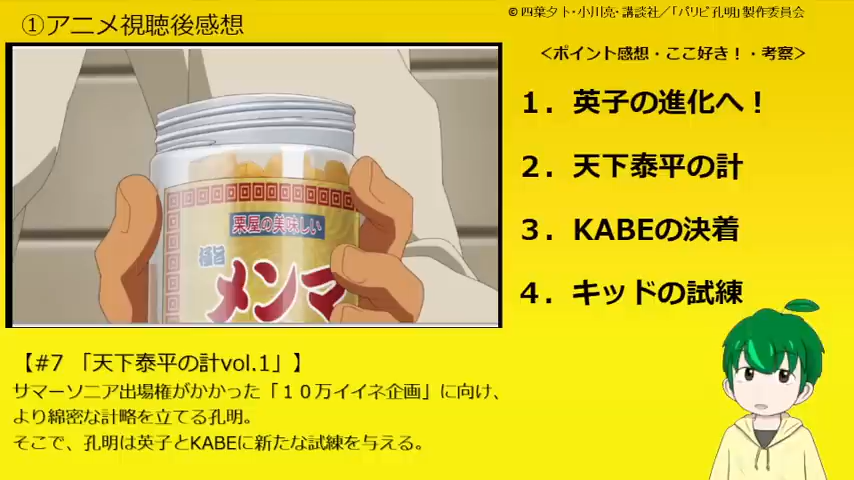 ①アニメ視聴後感想
© 四葉夕ト・小川亮・講談社／「パリピ孔明」製作委員会
＜ポイント感想・ここ好き！・考察＞
１．英子の進化へ！
２．天下泰平の計
３．KABEの決着
４．キッドの試練
栗屋の美味しい
極旨
メンマ
【#7 「天下泰平の計vol.1」】
サマーソニア出場権がかかった「１０万イイネ企画」に向け、
より綿密な計略を立てる孔明。
そこで、孔明は英子とKABEに新たな試練を与える。